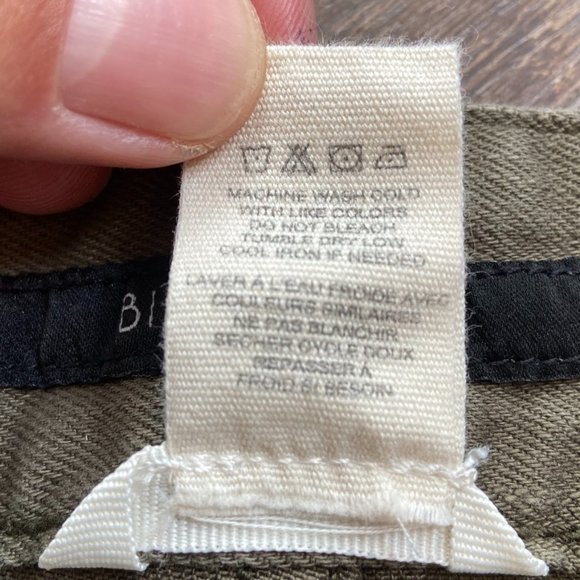 MACHINE WASH COLD
WITH LIKE COLORS
DO NOT BLEACH
TUMBLE DRY LOW
COOL IRON IF NEEDED
LAVER À L'EAU FROIDE AVEC
COULEURS SIMILAIRES
NE PAS BLANCHIR
SECHER CYCLE DOUX
REPASSER À
FROID SI BESOIN